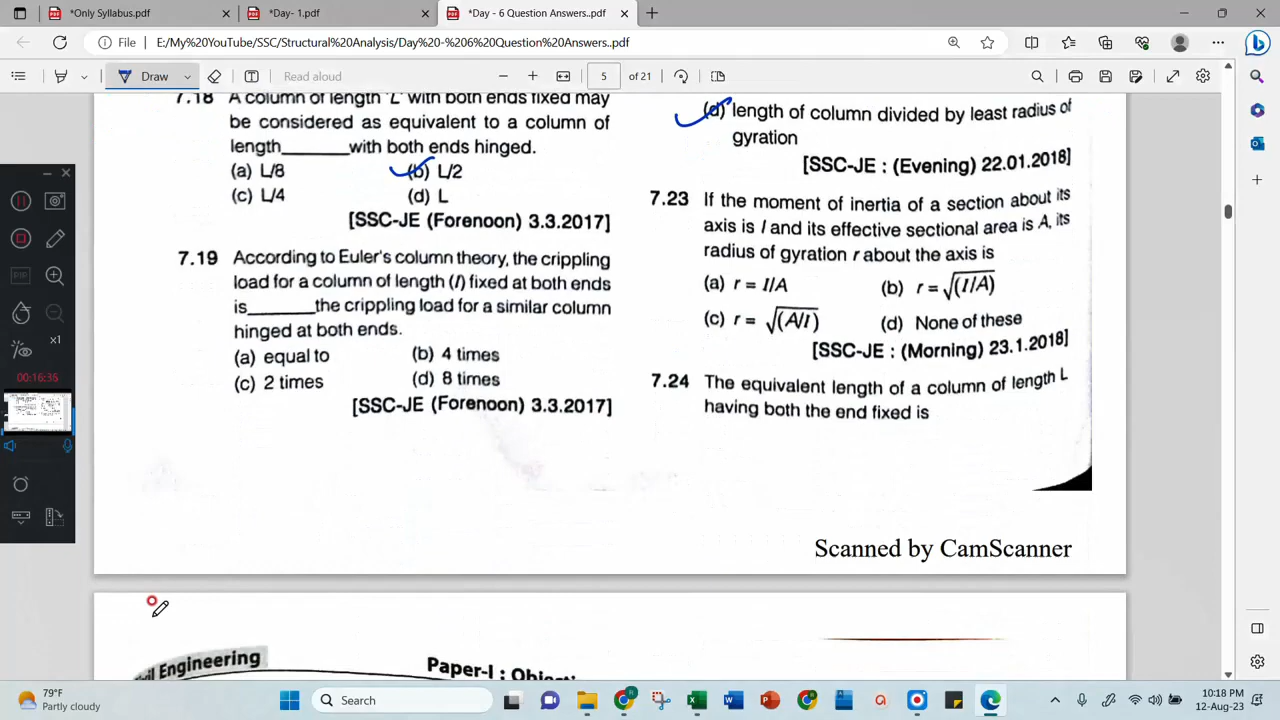 *Only Syllabus.pdf
*Day- 1.pdf
*Day - 6 Question Answers..pdf
File
E:/My%20YouTube/SSC/Structural%20Analysis/Day%20-%206%20Question%20Answers..pdf
Draw
Read aloud
5
of 21
7.18 A column of length 'L' with both ends fixed may
be considered as equivalent to a column of
length_______with both ends hinged.
(a) L/8 (b) L/2
(c) L/4 (d) L
[SSC-JE (Forenoon) 3.3.2017]
7.19 According to Euler's column theory, the crippling
load for a column of length (l) fixed at both ends
is_______the crippling load for a similar column
hinged at both ends.
(a) equal to (b) 4 times
(c) 2 times (d) 8 times
[SSC-JE (Forenoon) 3.3.2017]
(d) length of column divided by least radius of
gyration
[SSC-JE : (Evening) 22.01.2018]
7.23 If the moment of inertia of a section about its
axis is I and its effective sectional area is A, its
radius of gyration r about the axis is
(a) r = I/A (b) r = √(I/A)
(c) r = √(A/I) (d) None of these
[SSC-JE : (Morning) 23.1.2018]
7.24 The equivalent length of a column of length L
having both the end fixed is
Scanned by CamScanner
vil Engineering
Paper-I : Objecti
PIP
x1
00:16:35
79°F
Partly cloudy
Search
10:18 PM
12-Aug-23